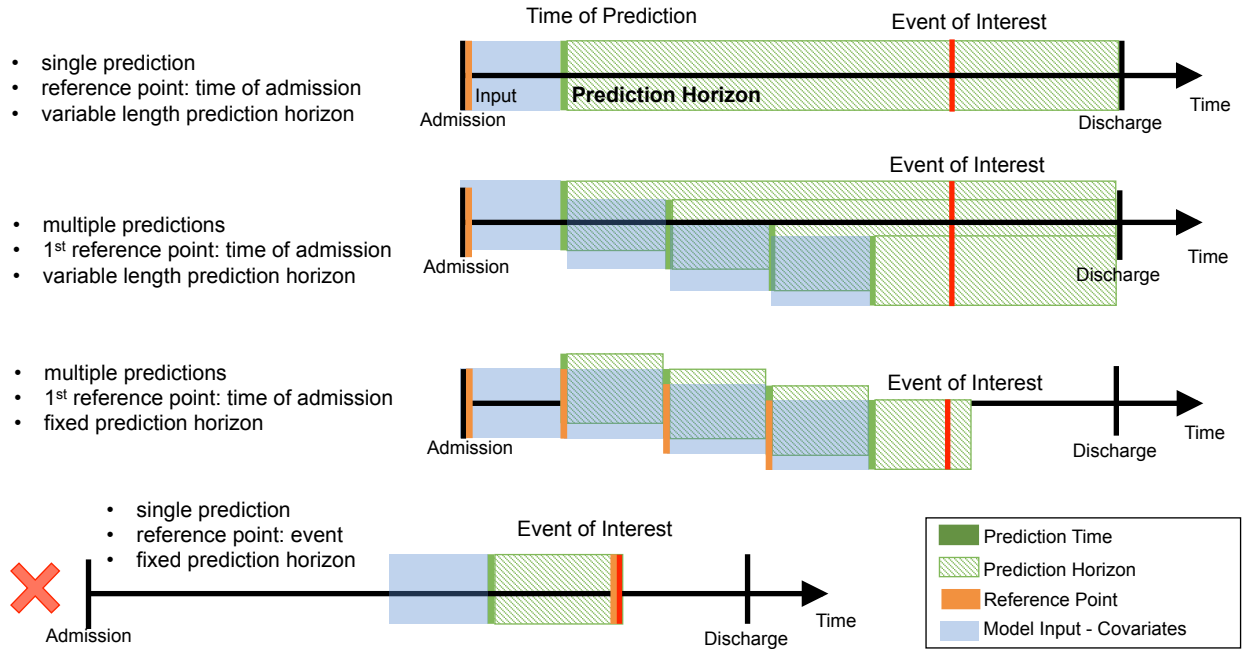 Time of Prediction
Event of Interest
• single prediction
• reference point: time of admission
• variable length prediction horizon
Input
Prediction Horizon
Admission
Discharge
Time
Event of Interest
• multiple predictions
• 1st reference point: time of admission
• variable length prediction horizon
Admission
Discharge
Time
• multiple predictions
• 1st reference point: time of admission
• fixed prediction horizon
Event of Interest
Admission
Discharge
Time
• single prediction
• reference point: event
• fixed prediction horizon
Event of Interest
Admission
Discharge
Time
Prediction Time
Prediction Horizon
Reference Point
Model Input - Covariates